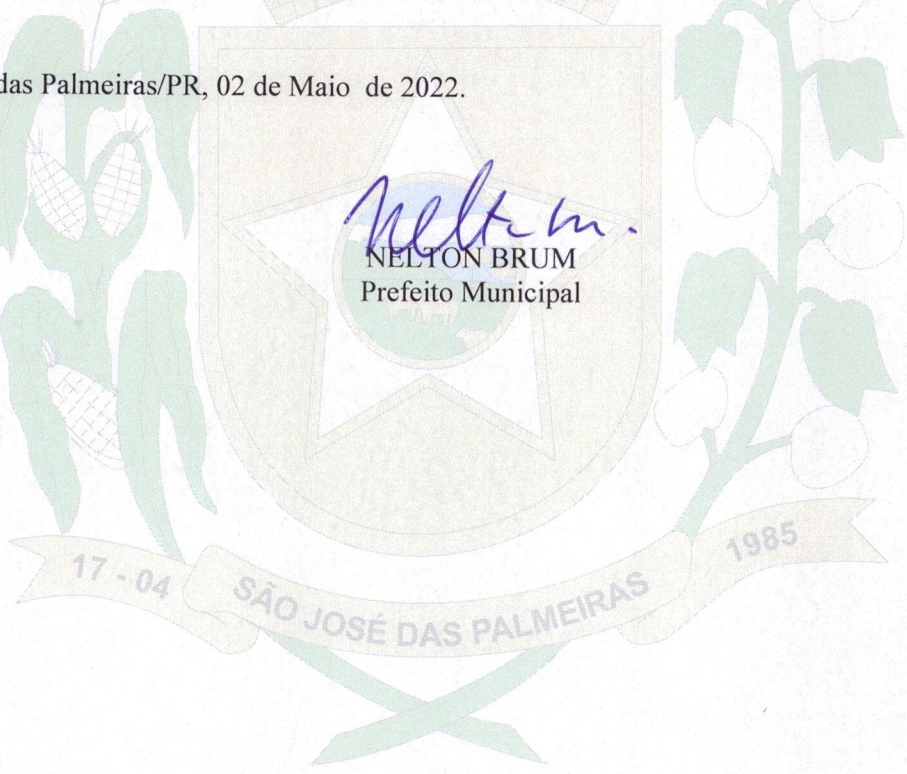 das Palmeiras/PR, 02 de Maio  de 2022.
NELTON BRUM
Prefeito Municipal
17 - 04
SÃO JOSÉ DAS PALMEIRAS
1985